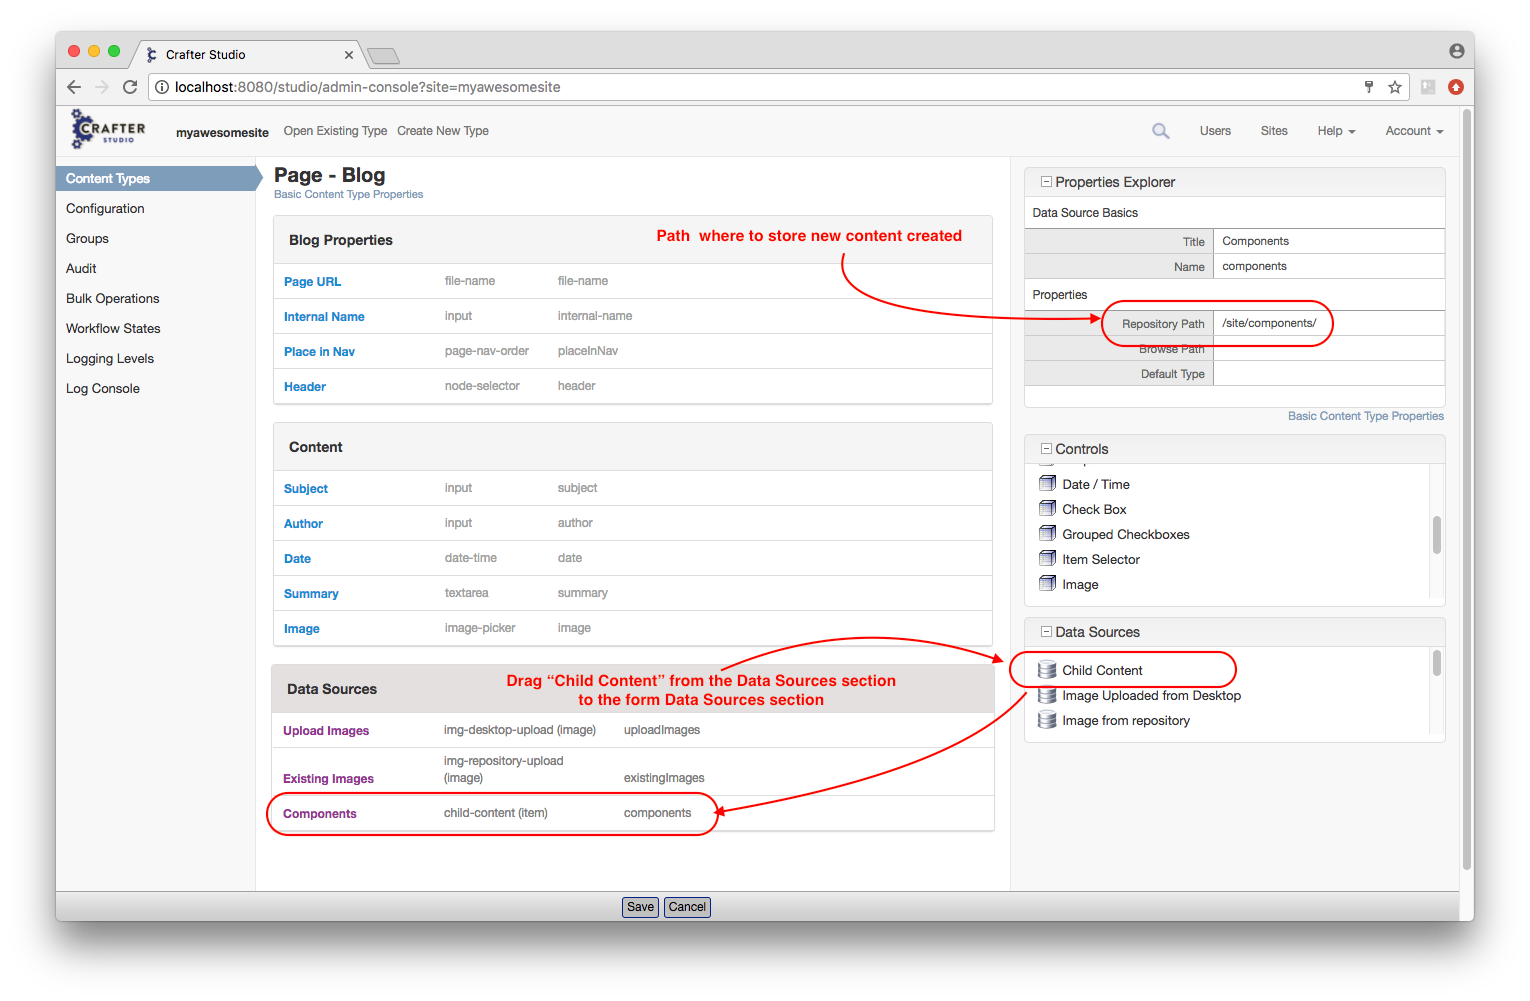 Crafter Studio
localhost:8080/studio/admin-console?site=myawesomesite
CRAFTER
STUDIO
myawesomesite Open Existing Type Create New Type
Users Sites Help Account
Content Types
Configuration
Groups
Audit
Bulk Operations
Workflow States
Logging Levels
Log Console
Page - Blog
Basic Content Type Properties
Blog Properties
Path where to store new content created
Page URL file-name file-name
Internal Name input internal-name
Place in Nav page-nav-order placeInNav
Header node-selector header
Content
Subject input subject
Author input author
Date date-time date
Summary textarea summary
Image image-picker image
Data Sources
Drag “Child Content” from the Data Sources section
to the form Data Sources section
Upload Images img-desktop-upload (image) uploadImages
img-repository-upload
Existing Images (image) existingImages
Components child-content (item) components
Properties Explorer
Data Source Basics
Title Components
Name components
Properties
Repository Path /site/components/
Browse Path
Default Type
Basic Content Type Properties
Controls
Date / Time
Check Box
Grouped Checkboxes
Item Selector
Image
Data Sources
Child Content
Image Uploaded from Desktop
Image from repository
Save Cancel